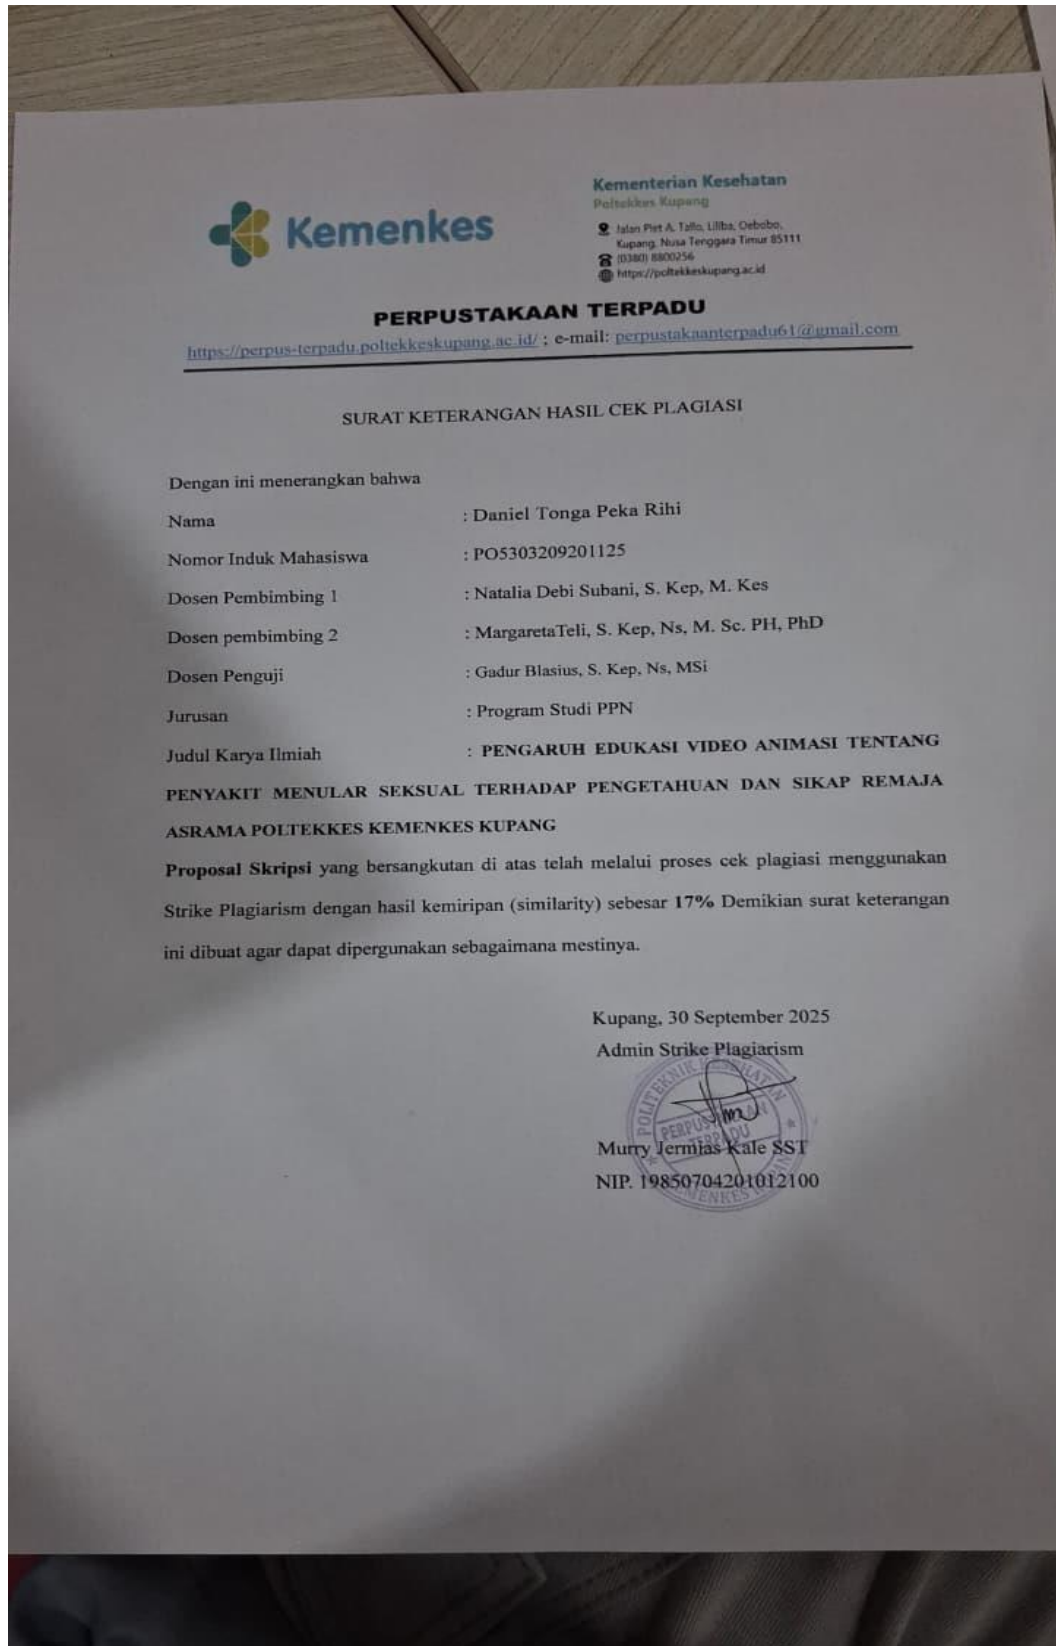 Kemenkes
Kementerian Kesehatan
Poltekkes Kupang
Jalan Piet A. Tallo, Liliba, Oebobo,
Kupang, Nusa Tenggara Timur 85111
(0380) 8800256
https://poltekkeskupang.ac.id
PERPUSTAKAAN TERPADU
https://perpus-terpadu.poltekkeskupang.ac.id/ ; e-mail: perpustakaanterpadu61@gmail.com
SURAT KETERANGAN HASIL CEK PLAGIASI
Dengan ini menerangkan bahwa
Nama : Daniel Tonga Peka Rihi
Nomor Induk Mahasiswa : PO5303209201125
Dosen Pembimbing 1 : Natalia Debi Subani, S. Kep, M. Kes
Dosen pembimbing 2 : MargaretaTeli, S. Kep, Ns, M. Sc. PH, PhD
Dosen Penguji : Gadur Blasius, S. Kep, Ns, MSi
Jurusan : Program Studi PPN
Judul Karya Ilmiah : PENGARUH EDUKASI VIDEO ANIMASI TENTANG
PENYAKIT MENULAR SEKSUAL TERHADAP PENGETAHUAN DAN SIKAP REMAJA
ASRAMA POLTEKKES KEMENKES KUPANG
Proposal Skripsi yang bersangkutan di atas telah melalui proses cek plagiasi menggunakan
Strike Plagiarism dengan hasil kemiripan (similarity) sebesar 17% Demikian surat keterangan
ini dibuat agar dapat dipergunakan sebagaimana mestinya.
Kupang, 30 September 2025
Admin Strike Plagiarism
POLITEKNIK KESEHATAN
PERPUSTAKAAN
TERPADU
KEMENKES KUPANG
Murry Jermias Kale SST
NIP. 19850704201012100